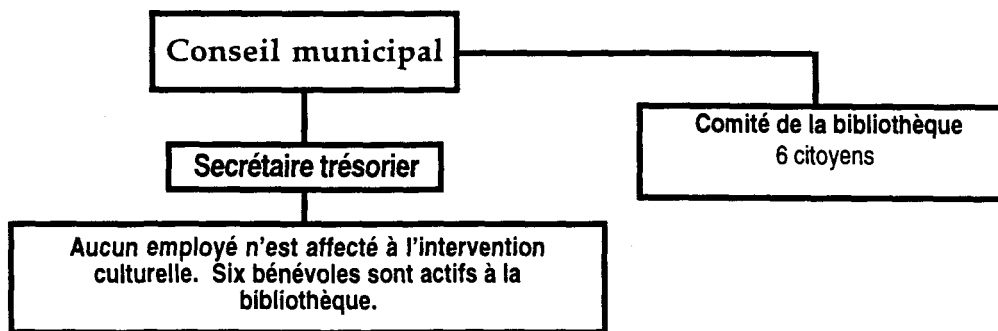 Conseil municipal
Comité de la bibliothèque
6 citoyens
Secrétaire trésorier
Aucun employé n'est affecté à l'intervention
culturelle. Six bénévoles sont actifs à la
bibliothèque.